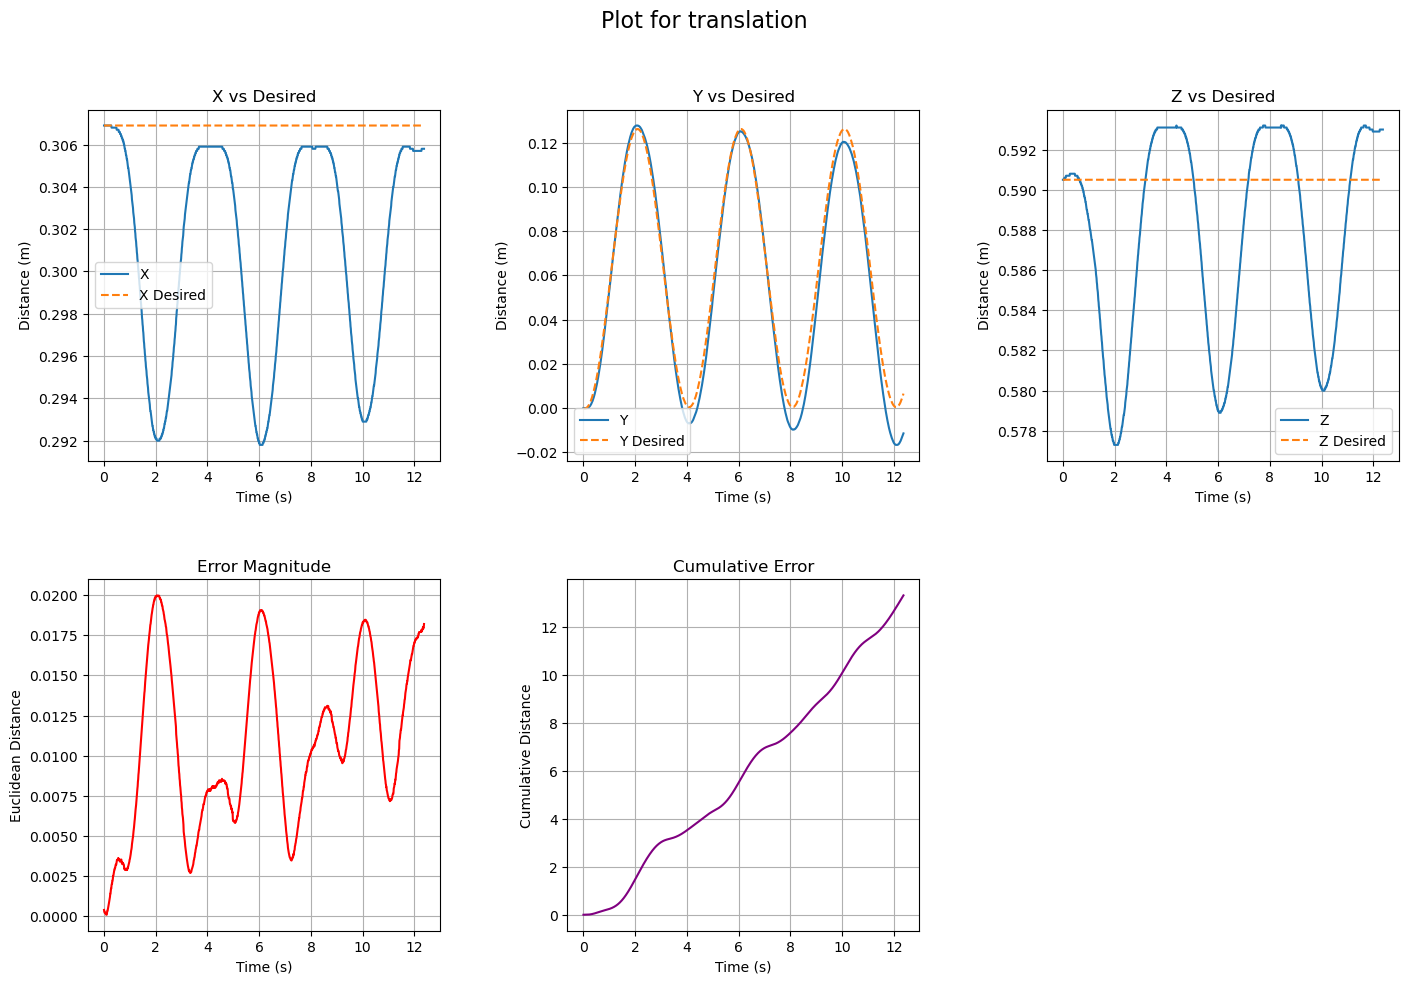 Plot for translation
X vs Desired
Distance (m)
0.306
0.304
0.302
0.300
0.298
0.296
0.294
0.292
X
X Desired
0 2 4 6 8 10 12
Time (s)
Y vs Desired
Distance (m)
0.12
0.10
0.08
0.06
0.04
0.02
0.00
−0.02
Y
Y Desired
0 2 4 6 8 10 12
Time (s)
Z vs Desired
Distance (m)
0.592
0.590
0.588
0.586
0.584
0.582
0.580
0.578
Z
Z Desired
0 2 4 6 8 10 12
Time (s)
Error Magnitude
Euclidean Distance
0.0200
0.0175
0.0150
0.0125
0.0100
0.0075
0.0050
0.0025
0.0000
0 2 4 6 8 10 12
Time (s)
Cumulative Error
Cumulative Distance
12
10
8
6
4
2
0
0 2 4 6 8 10 12
Time (s)